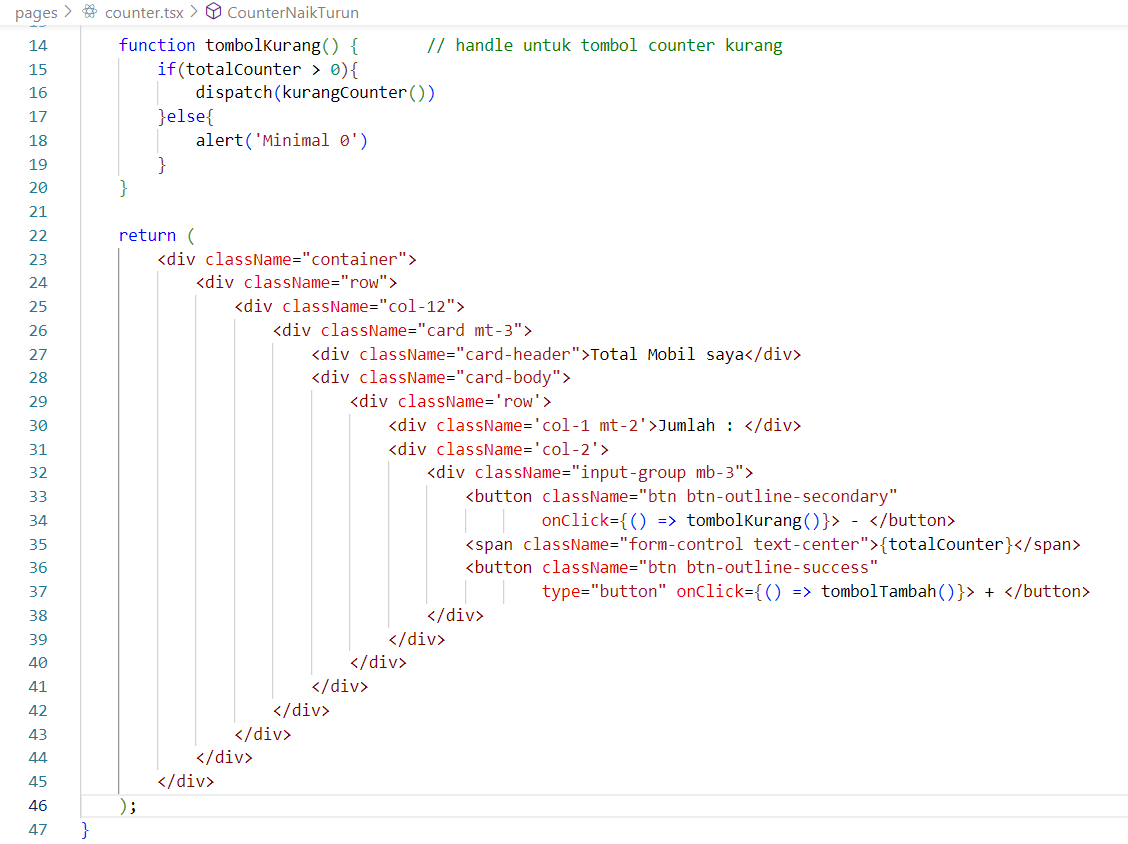 pages > counter.tsx > CounterNaikTurun
14 function tombolKurang() { // handle untuk tombol counter kurang
15 if(totalCounter > 0){
16 dispatch(kurangCounter())
17 }else{
18 alert('Minimal 0')
19 }
20 }
21
22 return (
23 <div className="container">
24 <div className="row">
25 <div className="col-12">
26 <div className="card mt-3">
27 <div className="card-header">Total Mobil saya</div>
28 <div className="card-body">
29 <div className='row'>
30 <div className='col-1 mt-2'>Jumlah : </div>
31 <div className='col-2'>
32 <div className="input-group mb-3">
33 <button className="btn btn-outline-secondary"
34 onClick={() => tombolKurang()}> - </button>
35 <span className="form-control text-center">{totalCounter}</span>
36 <button className="btn btn-outline-success"
37 type="button" onClick={() => tombolTambah()}> + </button>
38 </div>
39 </div>
40 </div>
41 </div>
42 </div>
43 </div>
44 </div>
45 </div>
46 );
47 }